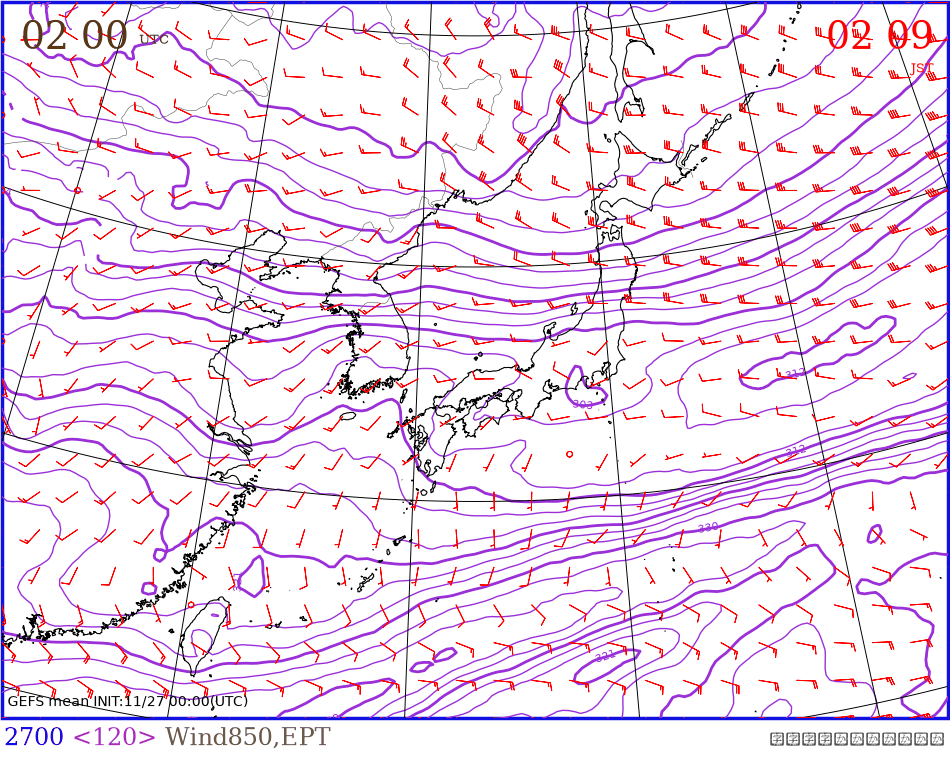 02 00 UTC
02 09
JST
312
303
312
330
321
GEFS mean INIT:11/27 00:00(UTC)
2700 <120> Wind850,EPT